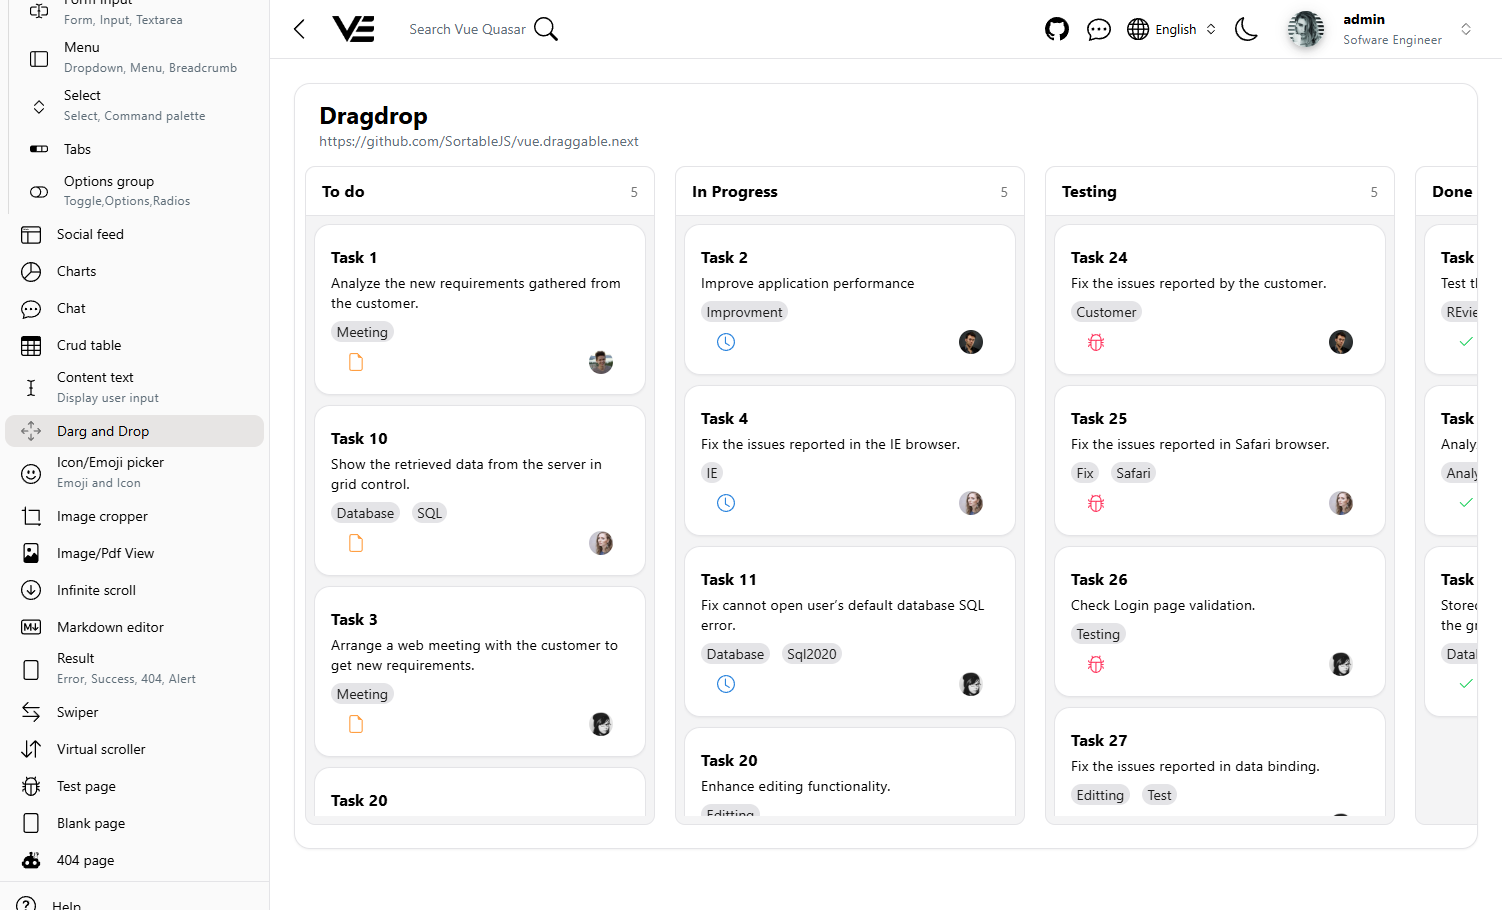 Form Input
Form, Input, Textarea
Menu
Dropdown, Menu, Breadcrumb
Select
Select, Command palette
Tabs
Options group
Toggle,Options,Radios
Social feed
Charts
Chat
Crud table
Content text
Display user input
Darg and Drop
Icon/Emoji picker
Emoji and Icon
Image cropper
Image/Pdf View
Infinite scroll
Markdown editor
Result
Error, Success, 404, Alert
Swiper
Virtual scroller
Test page
Blank page
404 page
Help
Search Vue Quasar
English
admin
Sofware Engineer
Dragdrop
https://github.com/SortableJS/vue.draggable.next
To do 5
Task 1
Analyze the new requirements gathered from
the customer.
Meeting
Task 10
Show the retrieved data from the server in
grid control.
Database SQL
Task 3
Arrange a web meeting with the customer to
get new requirements.
Meeting
Task 20
In Progress 5
Task 2
Improve application performance
Improvment
Task 4
Fix the issues reported in the IE browser.
IE
Task 11
Fix cannot open user's default database SQL
error.
Database Sql2020
Task 20
Enhance editing functionality.
Editting
Testing 5
Task 24
Fix the issues reported by the customer.
Customer
Task 25
Fix the issues reported in Safari browser.
Fix Safari
Task 26
Check Login page validation.
Testing
Task 27
Fix the issues reported in data binding.
Editting Test
Done
Task
Test
Task
Task
the